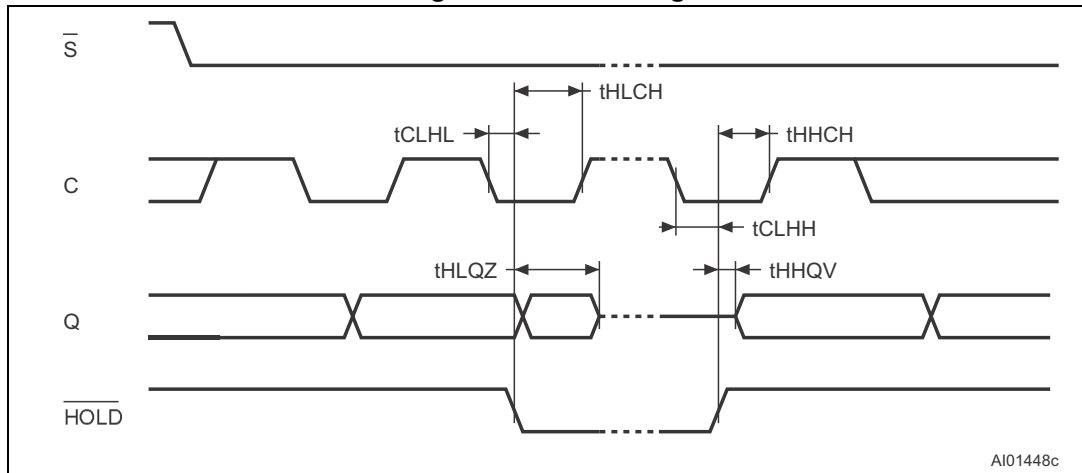 S
tHLCH
tCLHL
tHHCH
C
tCLHH
tHLQZ
tHHQV
Q
HOLD
AI01448c